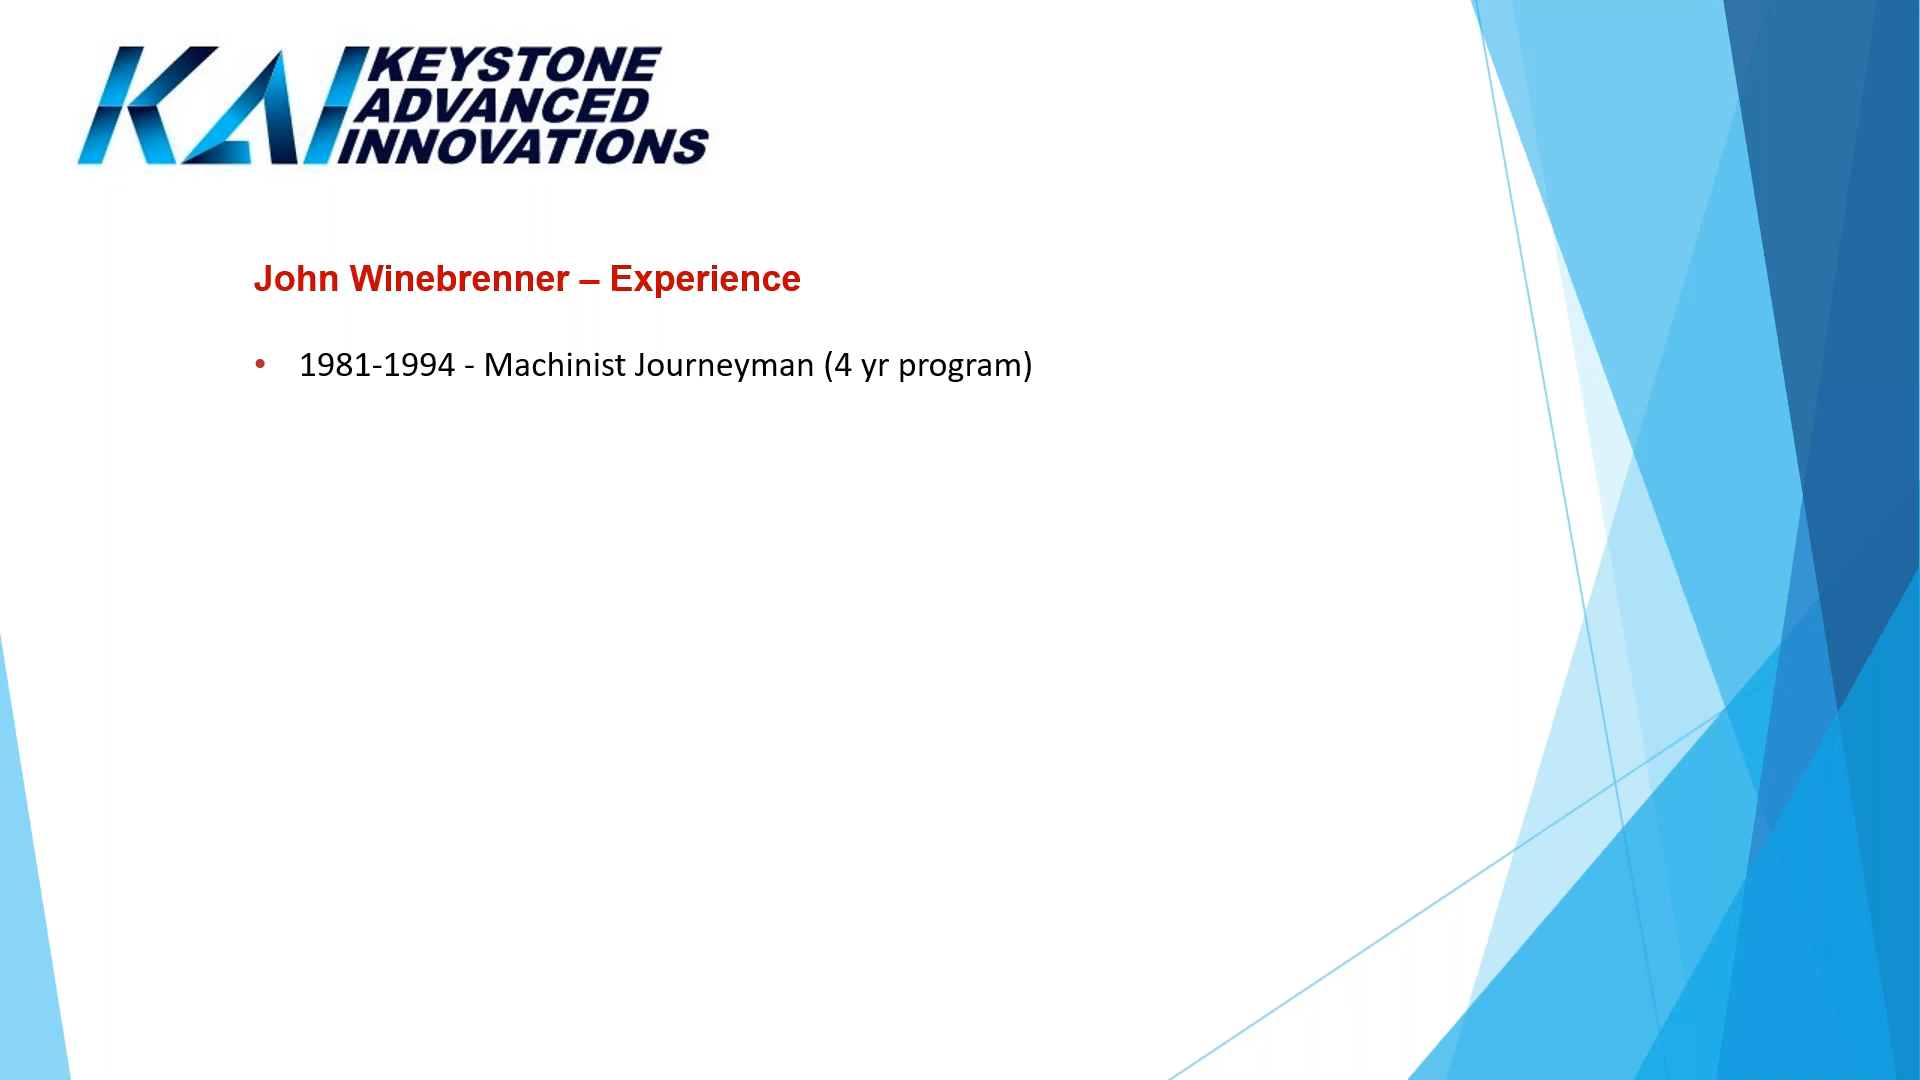 KAI KEYSTONE
ADVANCED
INNOVATIONS
John Winebrenner – Experience
• 1981-1994 - Machinist Journeyman (4 yr program)